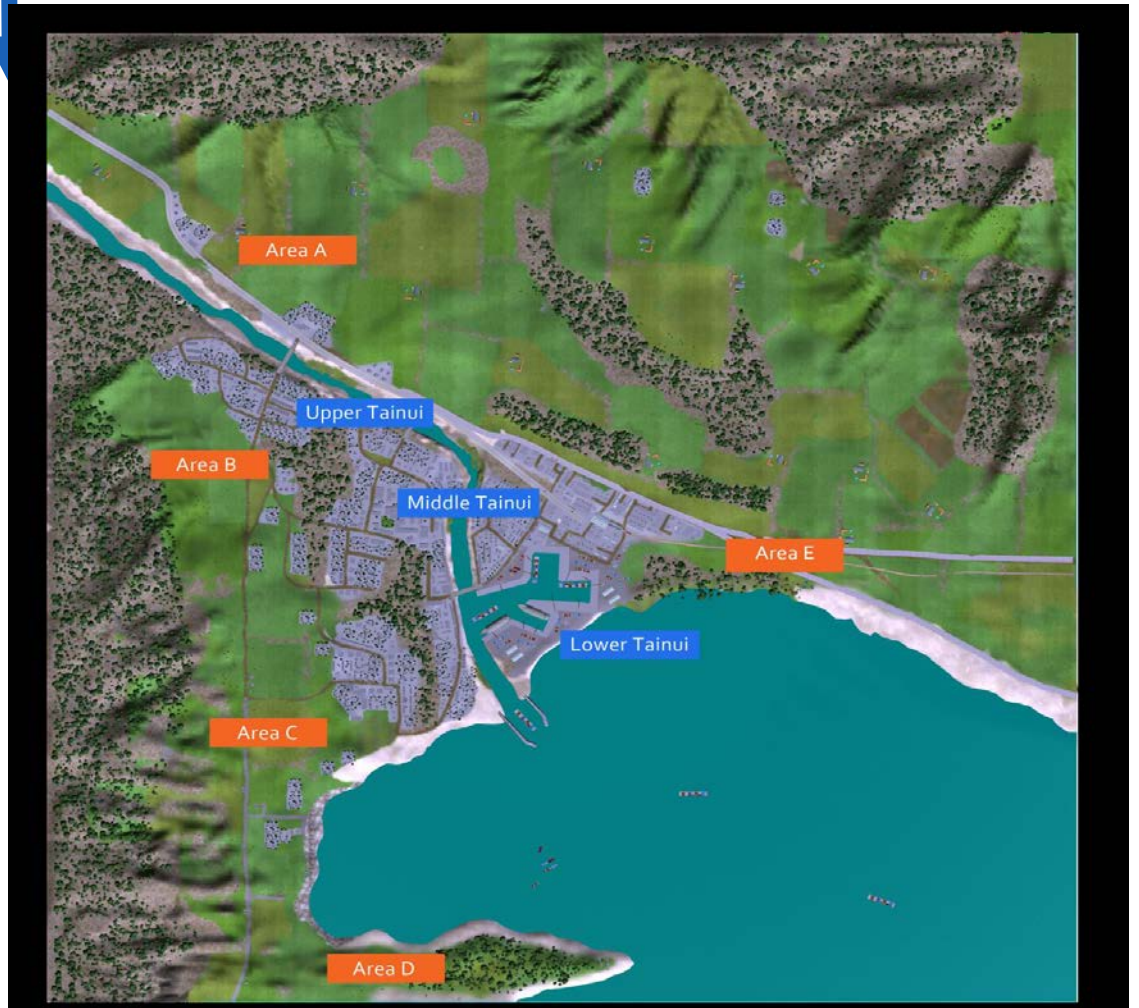 Area A
Upper Tainui
Area B
Middle Tainui
Area E
Lower Tainui
Area C
Area D